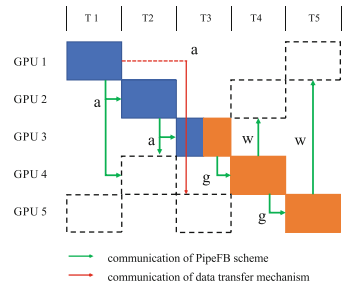 T 1 T2 T3 T4 T5
a
GPU 1
GPU 2
a
GPU 3
a
w
w
g
GPU 4
GPU 5
g
communication of PipeFB scheme
communication of data transfer mechanism